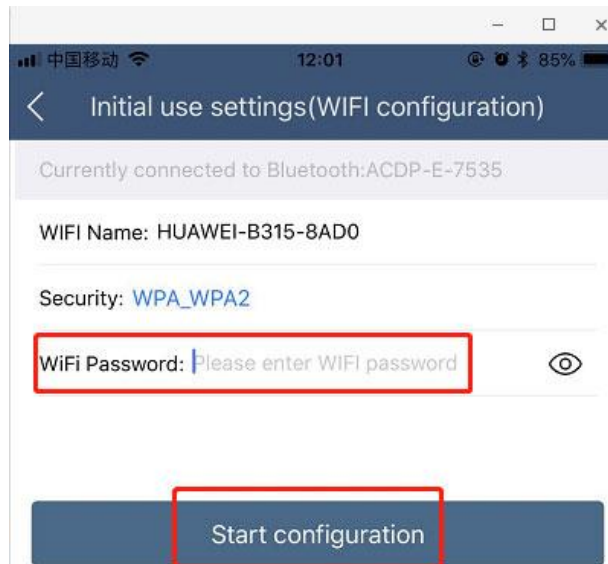 中国移动 12:01 85%
Initial use settings(WIFI configuration)
Currently connected to Bluetooth:ACDP-E-7535
WIFI Name: HUAWEI-B315-8AD0
Security: WPA_WPA2
WiFi Password: Please enter WIFI password
Start configuration